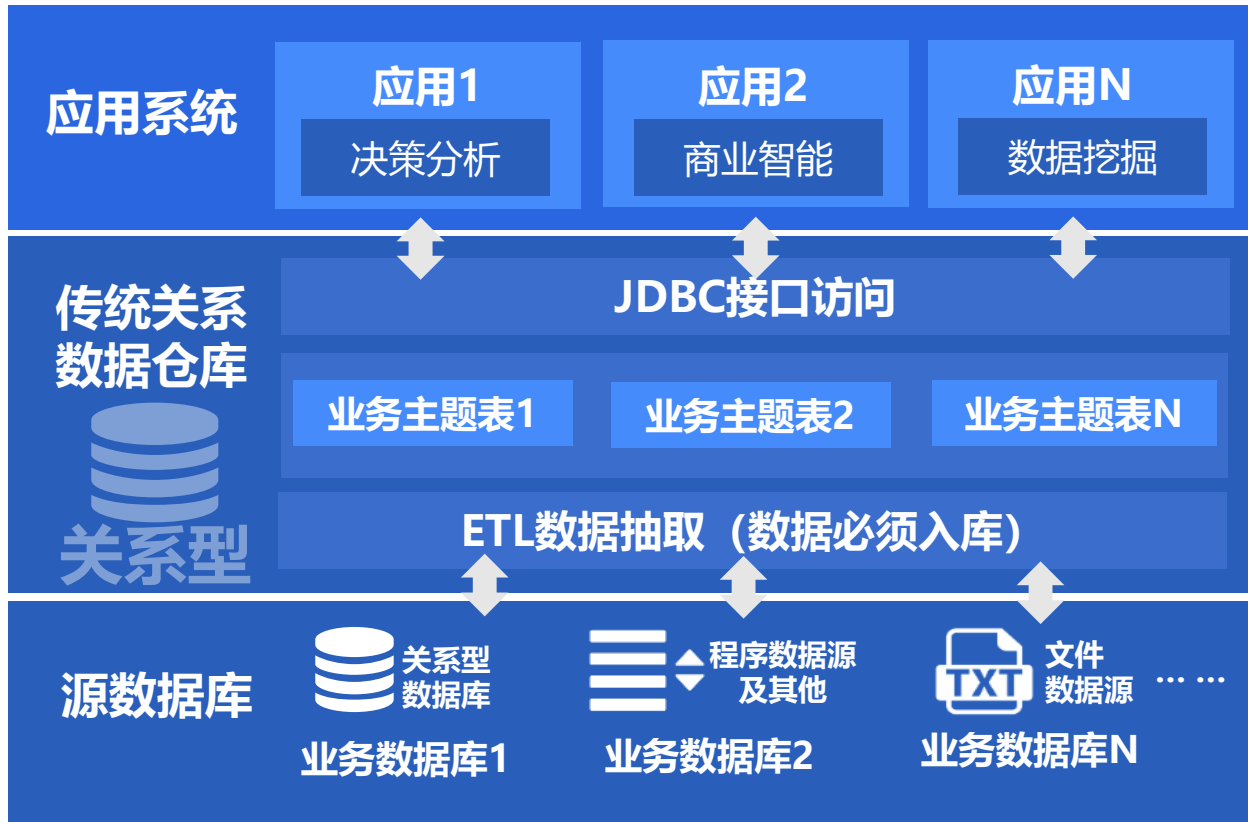 应用系统
应用1
决策分析
应用2
商业智能
应用N
数据挖掘
传统关系
数据仓库
关系型
JDBC接口访问
业务主题表1
业务主题表2
业务主题表N
ETL数据抽取（数据必须入库）
源数据库
关系型
数据库
业务数据库1
程序数据源
及其他
业务数据库2
TXT
文件
数据源
... ...
业务数据库N